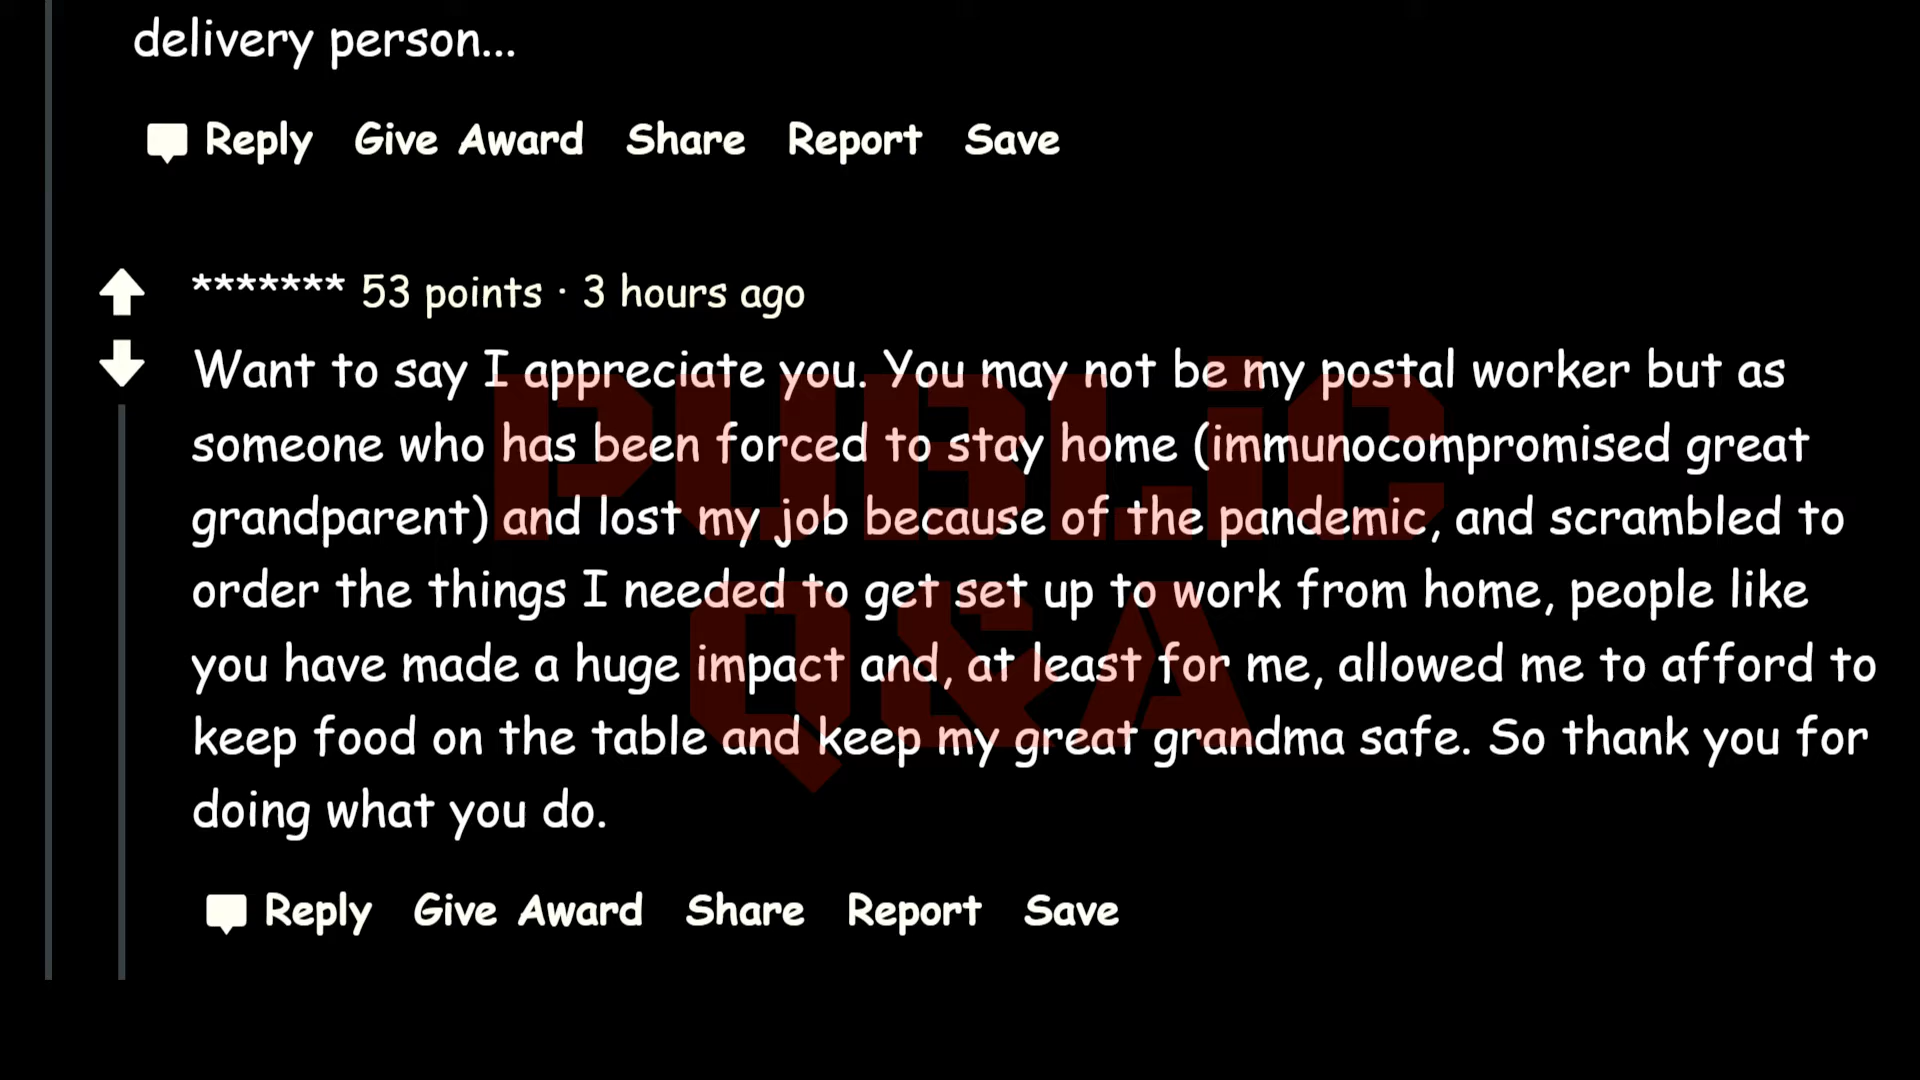 delivery person...
Reply Give Award Share Report Save
******* 53 points · 3 hours ago
Want to say I appreciate you. You may not be my postal worker but as
someone who has been forced to stay home (immunocompromised great
grandparent) and lost my job because of the pandemic, and scrambled to
order the things I needed to get set up to work from home, people like
you have made a huge impact and, at least for me, allowed me to afford to
keep food on the table and keep my great grandma safe. So thank you for
doing what you do.
Reply Give Award Share Report Save
PUBLiC
Q&A